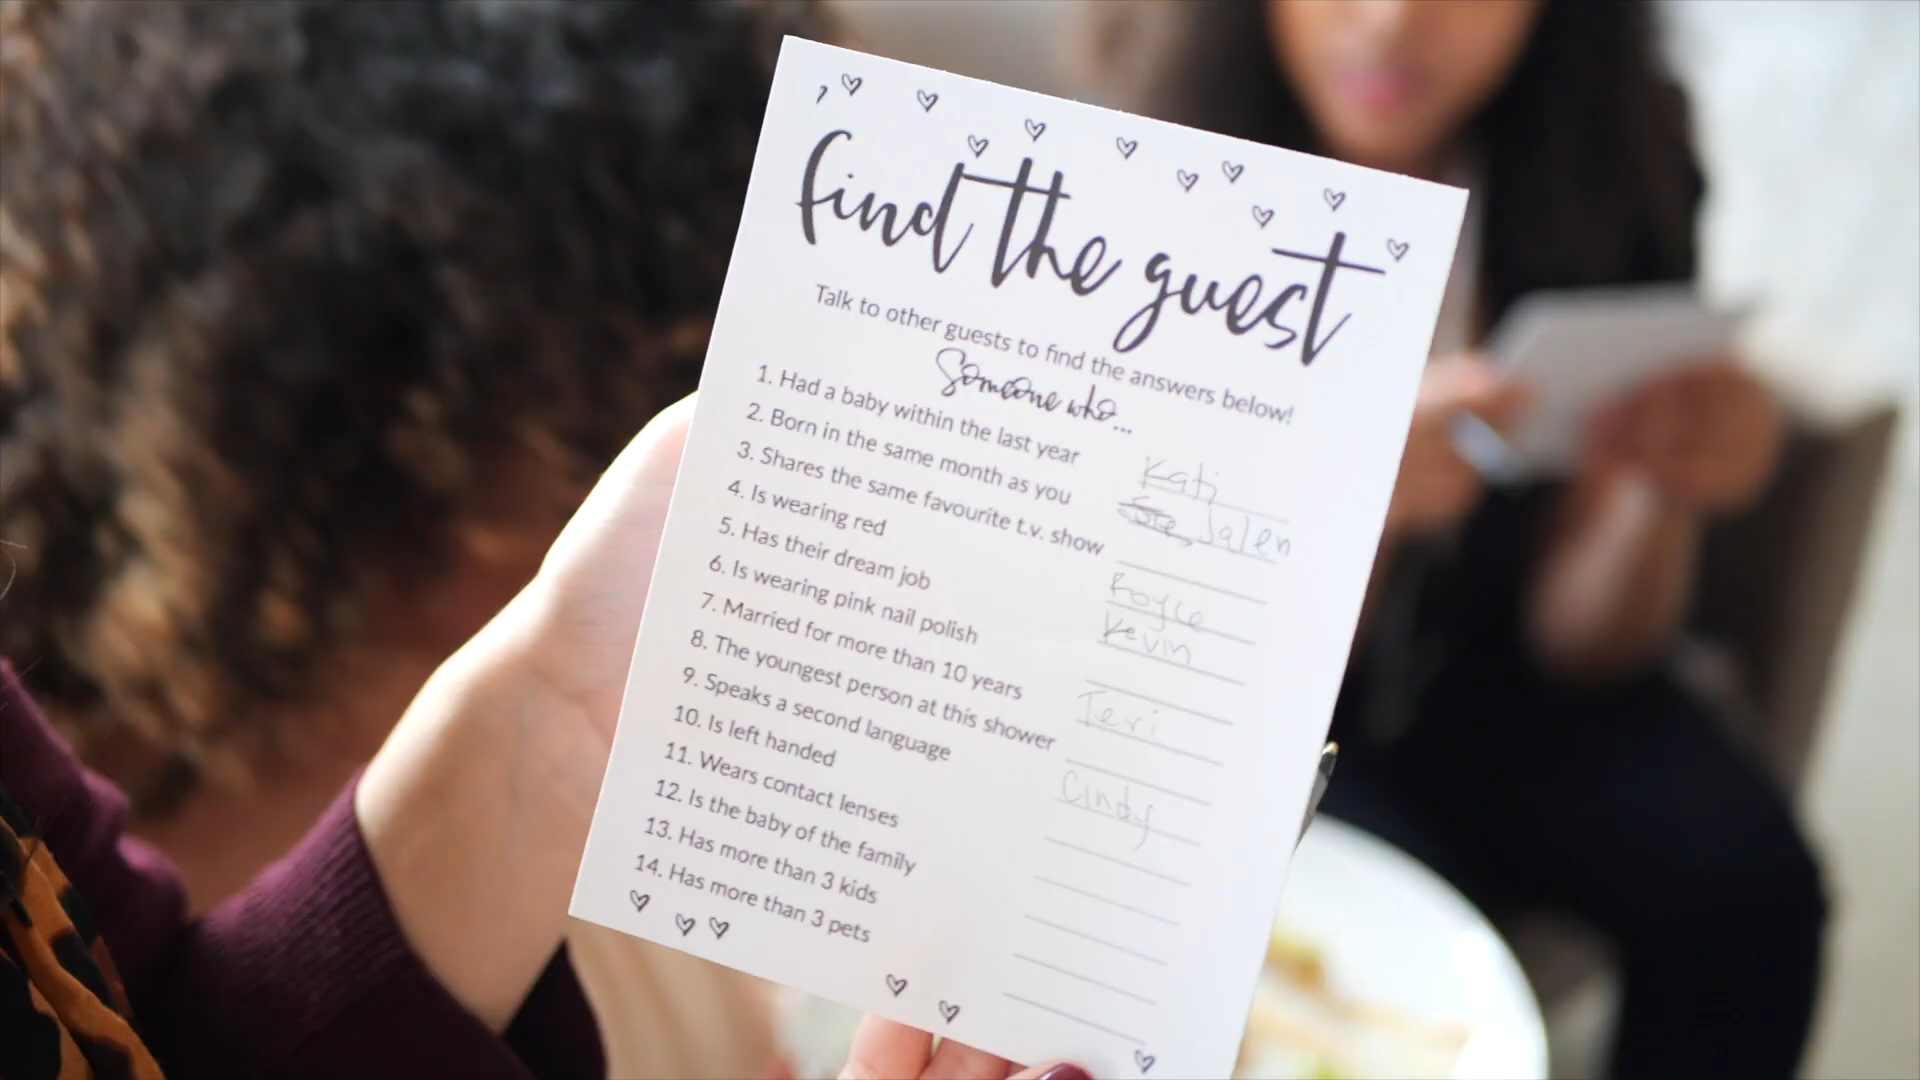 find the guest
Talk to other guests to find the answers below!
Someone who...
1. Had a baby within the last year Kati
2. Born in the same month as you Jalen
3. Shares the same favourite t.v. show
4. Is wearing red Royce
5. Has their dream job Kevin
6. Is wearing pink nail polish
7. Married for more than 10 years Teri
8. The youngest person at this shower
9. Speaks a second language Cindy
10. Is left handed
11. Wears contact lenses
12. Is the baby of the family
13. Has more than 3 kids
14. Has more than 3 pets